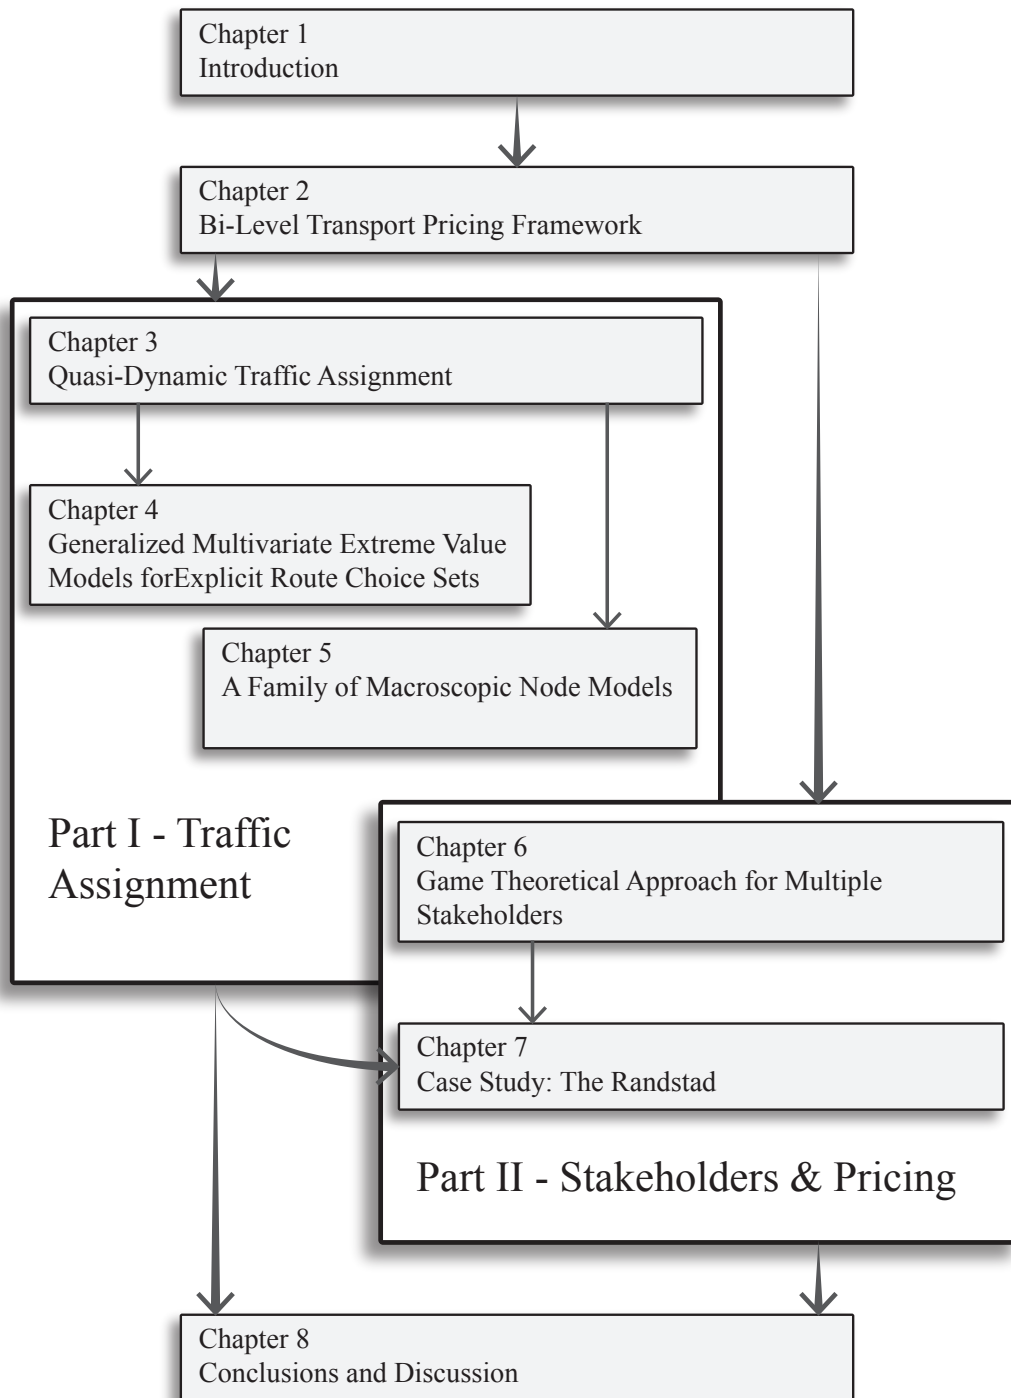 Chapter 1
Introduction
Chapter 2
Bi-Level Transport Pricing Framework
Chapter 3
Quasi-Dynamic Traffic Assignment
Chapter 4
Generalized Multivariate Extreme Value
Models forExplicit Route Choice Sets
Chapter 5
A Family of Macroscopic Node Models
Part I - Traffic
Assignment
Chapter 6
Game Theoretical Approach for Multiple
Stakeholders
Chapter 7
Case Study: The Randstad
Part II - Stakeholders & Pricing
Chapter 8
Conclusions and Discussion